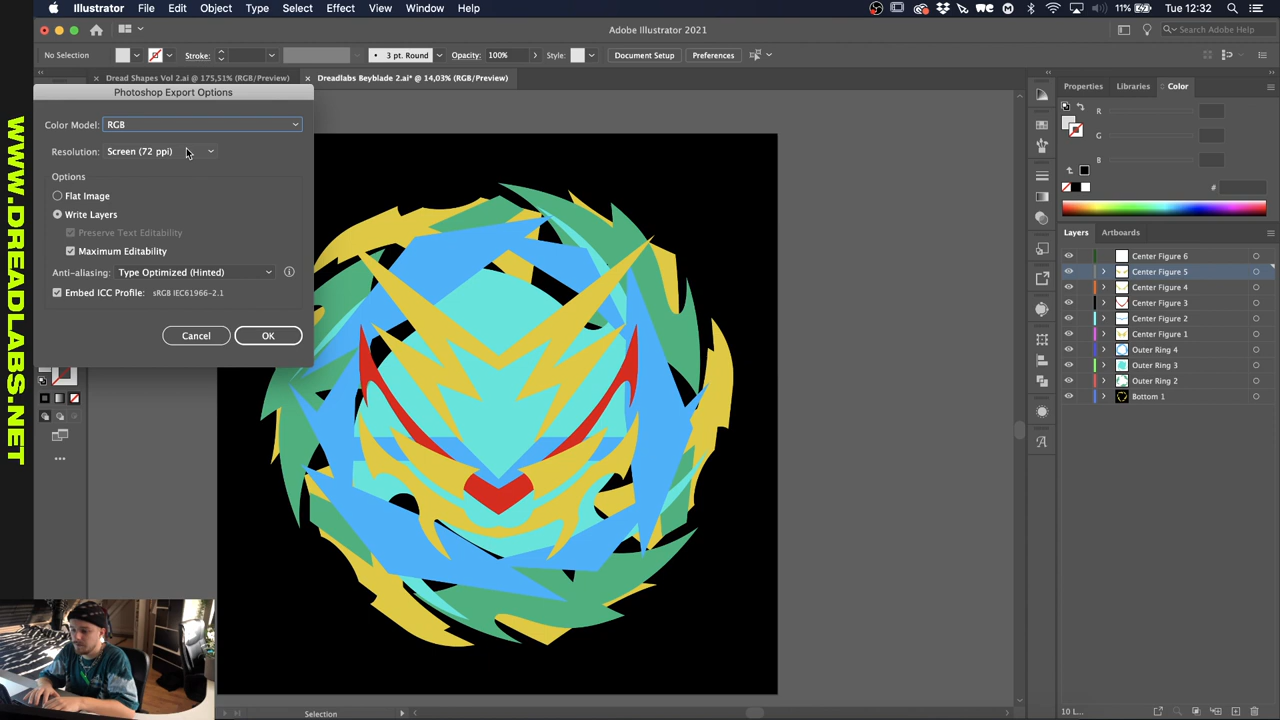 Illustrator File Edit Object Type Select Effect View Window Help 11% Tue 12:32
Adobe Illustrator 2021
Search Adobe Help
No Selection Stroke: 3 pt. Round Opacity: 100% Style: Document Setup Preferences
Dread Shapes Vol 2.ai @ 175,51% (RGB/Preview) Dreadlabs Beyblade 2.ai* @ 14,03% (RGB/Preview)
Photoshop Export Options
Color Model: RGB
Resolution: Screen (72 ppi)
Options
Flat Image
Write Layers
Preserve Text Editability
Maximum Editability
Anti-aliasing: Type Optimized (Hinted)
Embed ICC Profile: sRGB IEC61966-2.1
Cancel OK
WWW.DREADLABS.NET
Properties Libraries Color
R
G
B
#
Layers Artboards
Center Figure 6
Center Figure 5
Center Figure 4
Center Figure 3
Center Figure 2
Center Figure 1
Outer Ring 4
Outer Ring 3
Outer Ring 2
Bottom 1
Selection
10 L...